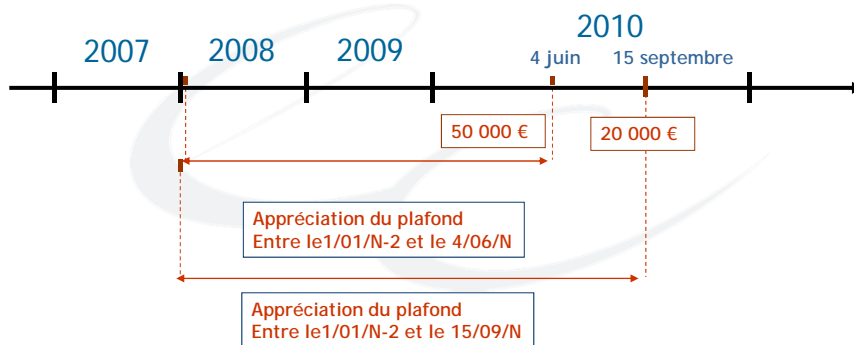 2010
2007
2008
2009
4 juin
15 septembre
50 000 €
20 000 €
Appréciation du plafond
Entre le1/01/N-2 et le 4/06/N
Appréciation du plafond
Entre le1/01/N-2 et le 15/09/N